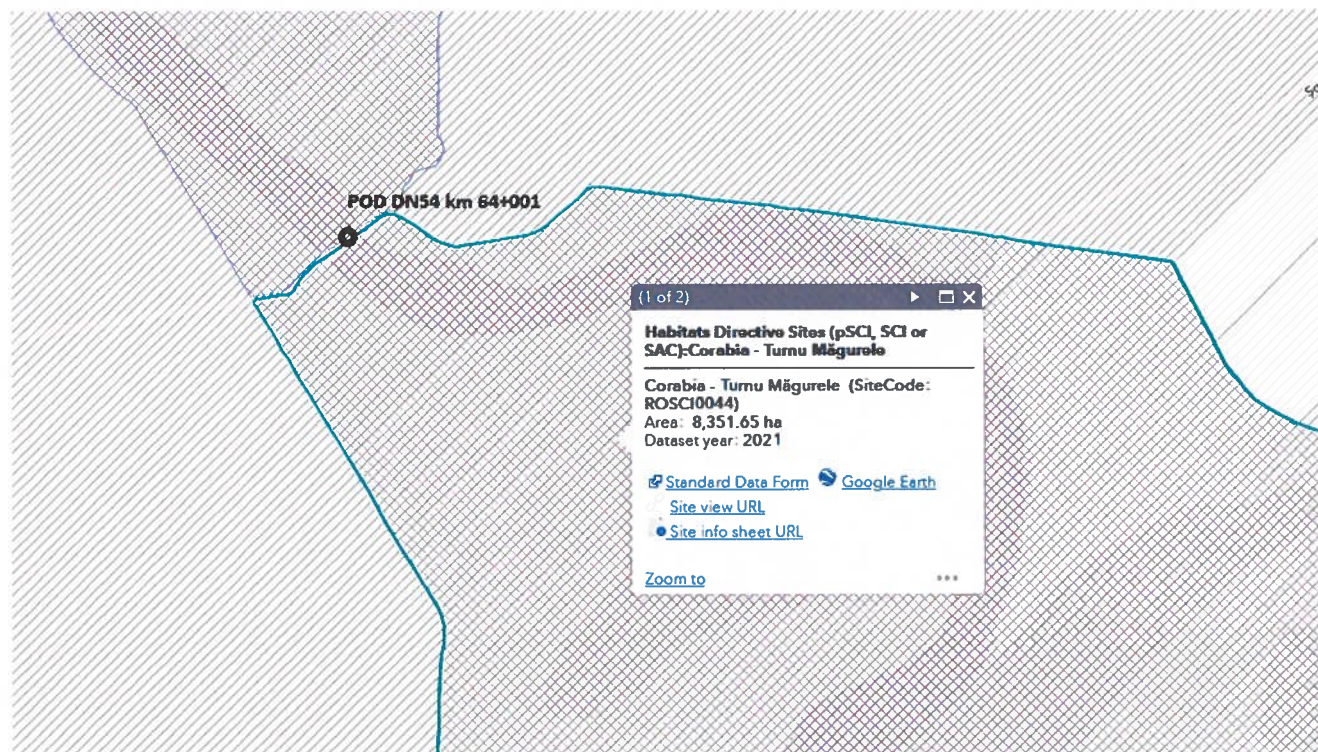 POD DN54 km 64+001
(1 of 2)
Habitats Directive Sites (pSCI, SCI or
SAC):Corabia - Turnu Măgurele
Corabia - Turnu Măgurele (SiteCode:
ROSCI0044)
Area: 8,351.65 ha
Dataset year: 2021
Standard Data Form Google Earth
Site view URL
Site info sheet URL
Zoom to